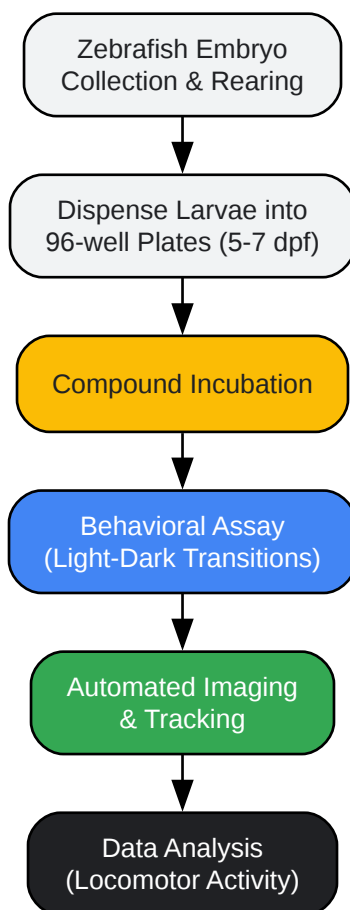 Zebrafish Embryo
Collection & Rearing
Dispense Larvae into
96-well Plates (5-7 dpf)
Compound Incubation
Behavioral Assay
(Light-Dark Transitions)
Automated Imaging
& Tracking
Data Analysis
(Locomotor Activity)